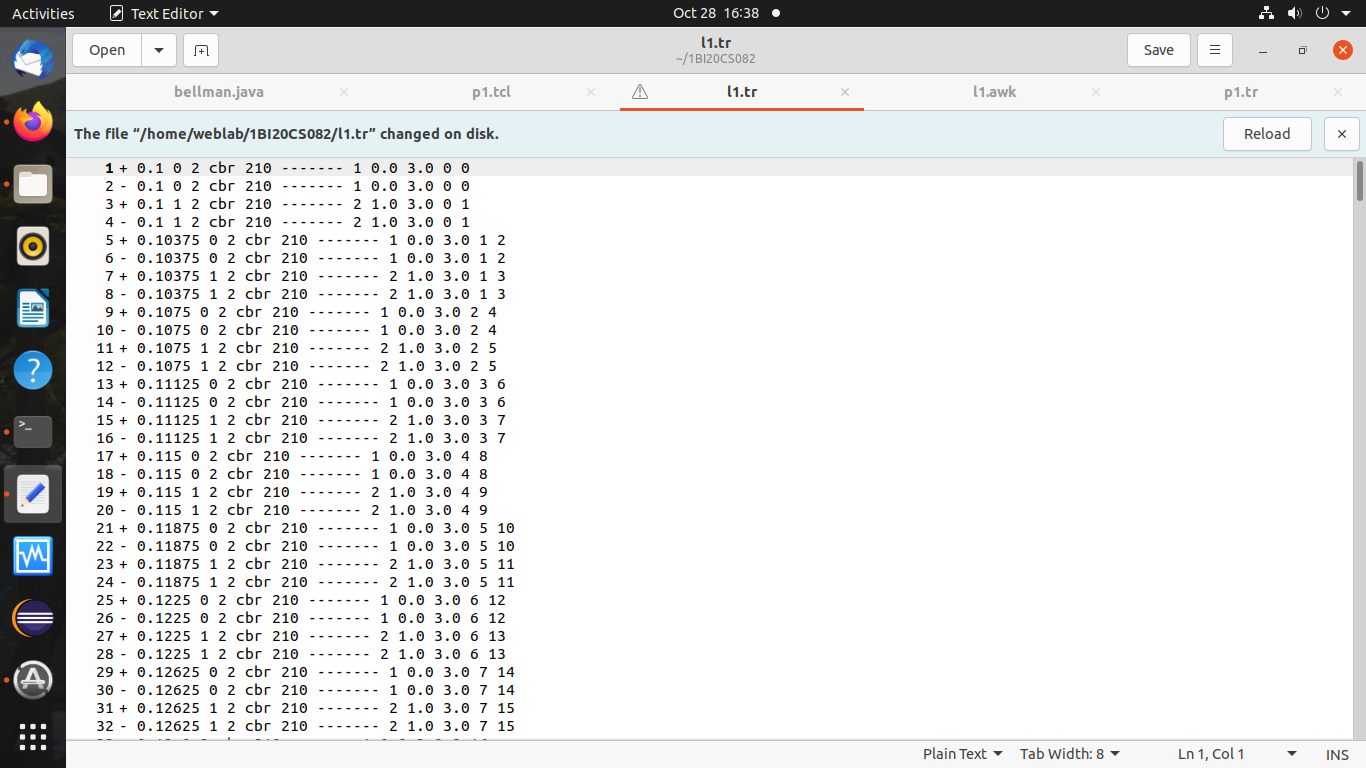 Activities Text Editor Oct 28 16:38
Open l1.tr Save
~/1BI20CS082
bellman.java p1.tcl l1.tr l1.awk p1.tr
The file “/home/weblab/1BI20CS082/l1.tr” changed on disk. Reload
1 + 0.1 0 2 cbr 210 ------- 1 0.0 3.0 0 0
2 - 0.1 0 2 cbr 210 ------- 1 0.0 3.0 0 0
3 + 0.1 1 2 cbr 210 ------- 2 1.0 3.0 0 1
4 - 0.1 1 2 cbr 210 ------- 2 1.0 3.0 0 1
5 + 0.10375 0 2 cbr 210 ------- 1 0.0 3.0 1 2
6 - 0.10375 0 2 cbr 210 ------- 1 0.0 3.0 1 2
7 + 0.10375 1 2 cbr 210 ------- 2 1.0 3.0 1 3
8 - 0.10375 1 2 cbr 210 ------- 2 1.0 3.0 1 3
9 + 0.1075 0 2 cbr 210 ------- 1 0.0 3.0 2 4
10 - 0.1075 0 2 cbr 210 ------- 1 0.0 3.0 2 4
11 + 0.1075 1 2 cbr 210 ------- 2 1.0 3.0 2 5
12 - 0.1075 1 2 cbr 210 ------- 2 1.0 3.0 2 5
13 + 0.11125 0 2 cbr 210 ------- 1 0.0 3.0 3 6
14 - 0.11125 0 2 cbr 210 ------- 1 0.0 3.0 3 6
15 + 0.11125 1 2 cbr 210 ------- 2 1.0 3.0 3 7
16 - 0.11125 1 2 cbr 210 ------- 2 1.0 3.0 3 7
17 + 0.115 0 2 cbr 210 ------- 1 0.0 3.0 4 8
18 - 0.115 0 2 cbr 210 ------- 1 0.0 3.0 4 8
19 + 0.115 1 2 cbr 210 ------- 2 1.0 3.0 4 9
20 - 0.115 1 2 cbr 210 ------- 2 1.0 3.0 4 9
21 + 0.11875 0 2 cbr 210 ------- 1 0.0 3.0 5 10
22 - 0.11875 0 2 cbr 210 ------- 1 0.0 3.0 5 10
23 + 0.11875 1 2 cbr 210 ------- 2 1.0 3.0 5 11
24 - 0.11875 1 2 cbr 210 ------- 2 1.0 3.0 5 11
25 + 0.1225 0 2 cbr 210 ------- 1 0.0 3.0 6 12
26 - 0.1225 0 2 cbr 210 ------- 1 0.0 3.0 6 12
27 + 0.1225 1 2 cbr 210 ------- 2 1.0 3.0 6 13
28 - 0.1225 1 2 cbr 210 ------- 2 1.0 3.0 6 13
29 + 0.12625 0 2 cbr 210 ------- 1 0.0 3.0 7 14
30 - 0.12625 0 2 cbr 210 ------- 1 0.0 3.0 7 14
31 + 0.12625 1 2 cbr 210 ------- 2 1.0 3.0 7 15
32 - 0.12625 1 2 cbr 210 ------- 2 1.0 3.0 7 15
Plain Text Tab Width: 8 Ln 1, Col 1 INS